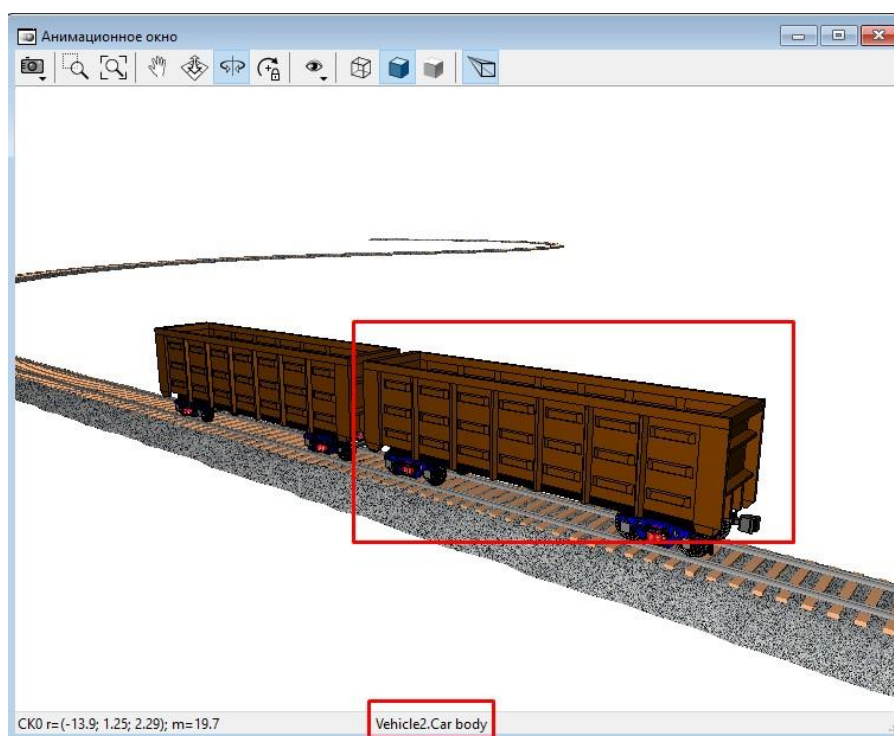 Анимационное окно
СК0 r=(-13.9; 1.25; 2.29); m=19.7
Vehicle2.Car body